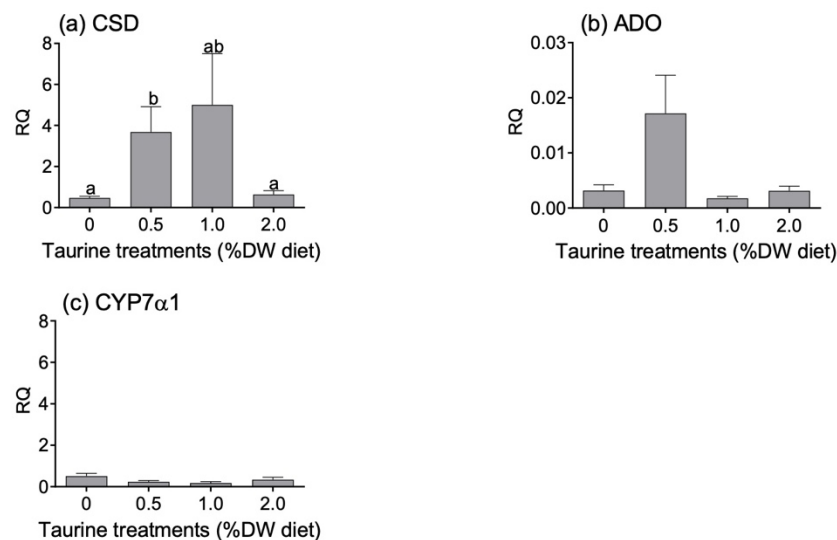 (a) CSD
8
6
4
2
0
RQ
a
b
ab
a
0 0.5 1.0 2.0
Taurine treatments (%DW diet)
(b) ADO
0.03
0.02
0.01
0.00
RQ
0 0.5 1.0 2.0
Taurine treatments (%DW diet)
(c) CYP7α1
8
6
4
2
0
RQ
0 0.5 1.0 2.0
Taurine treatments (%DW diet)